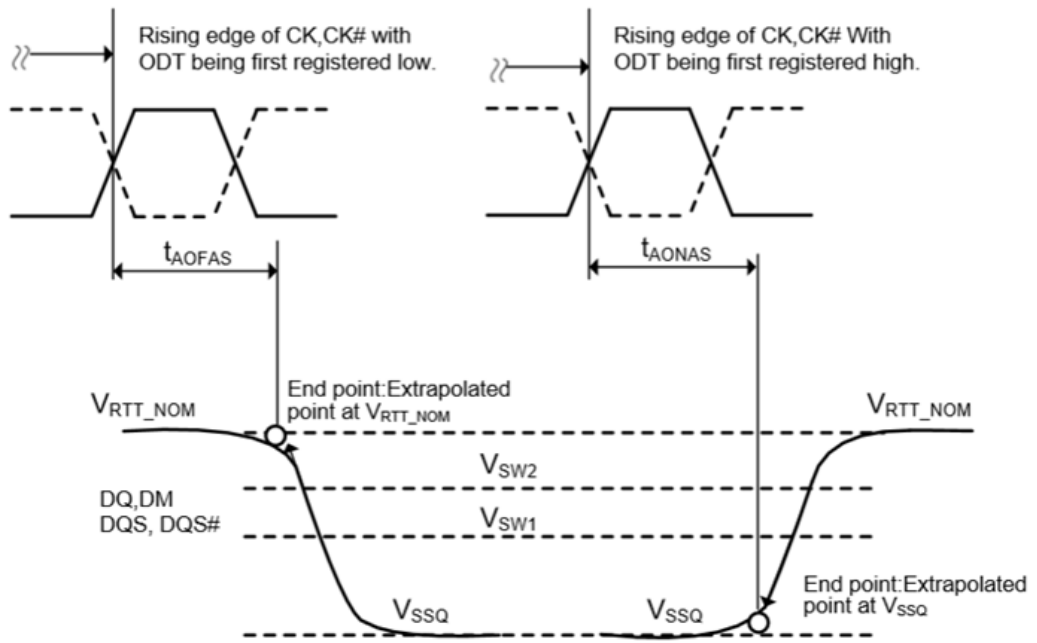 Rising edge of CK,CK# with
ODT being first registered low.
Rising edge of CK,CK# With
ODT being first registered high.
tAOFAS
tAONAS
End point:Extrapolated
point at VRTT_NOM
VRTT_NOM
VRTT_NOM
VSW2
DQ,DM
DQS, DQS#
VSW1
VSSQ
VSSQ
End point:Extrapolated
point at VSSQ